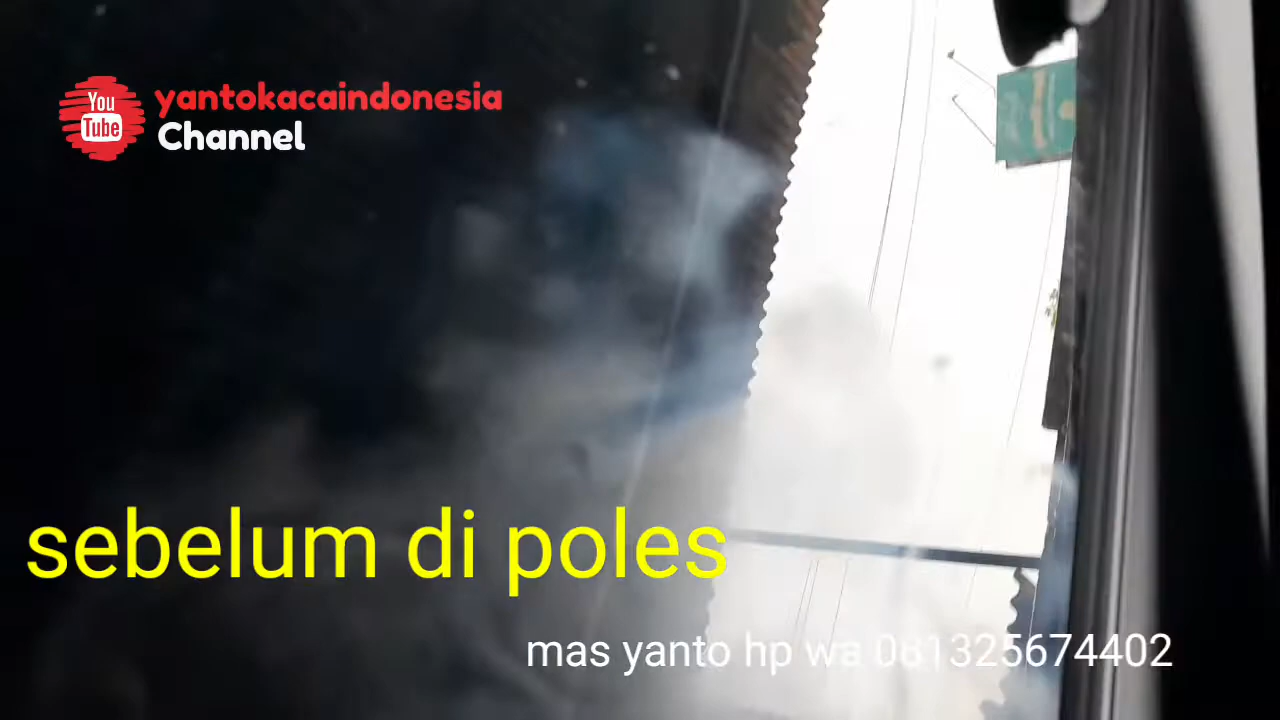 You
Tube
yantokacaindonesia
Channel
sebelum di poles
mas yanto hp wa 081325674402